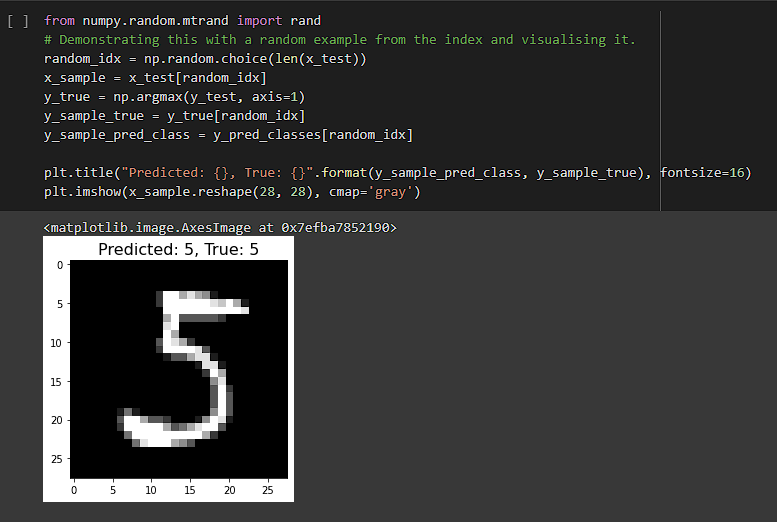 [ ] from numpy.random.mtrand import rand
# Demonstrating this with a random example from the index and visualising it.
random_idx = np.random.choice(len(x_test))
x_sample = x_test[random_idx]
y_true = np.argmax(y_test, axis=1)
y_sample_true = y_true[random_idx]
y_sample_pred_class = y_pred_classes[random_idx]
plt.title("Predicted: {}, True: {}".format(y_sample_pred_class, y_sample_true), fontsize=16)
plt.imshow(x_sample.reshape(28, 28), cmap='gray')
<matplotlib.image.AxesImage at 0x7efba7852190>
Predicted: 5, True: 5
0
5
10
15
20
25
5
0 5 10 15 20 25